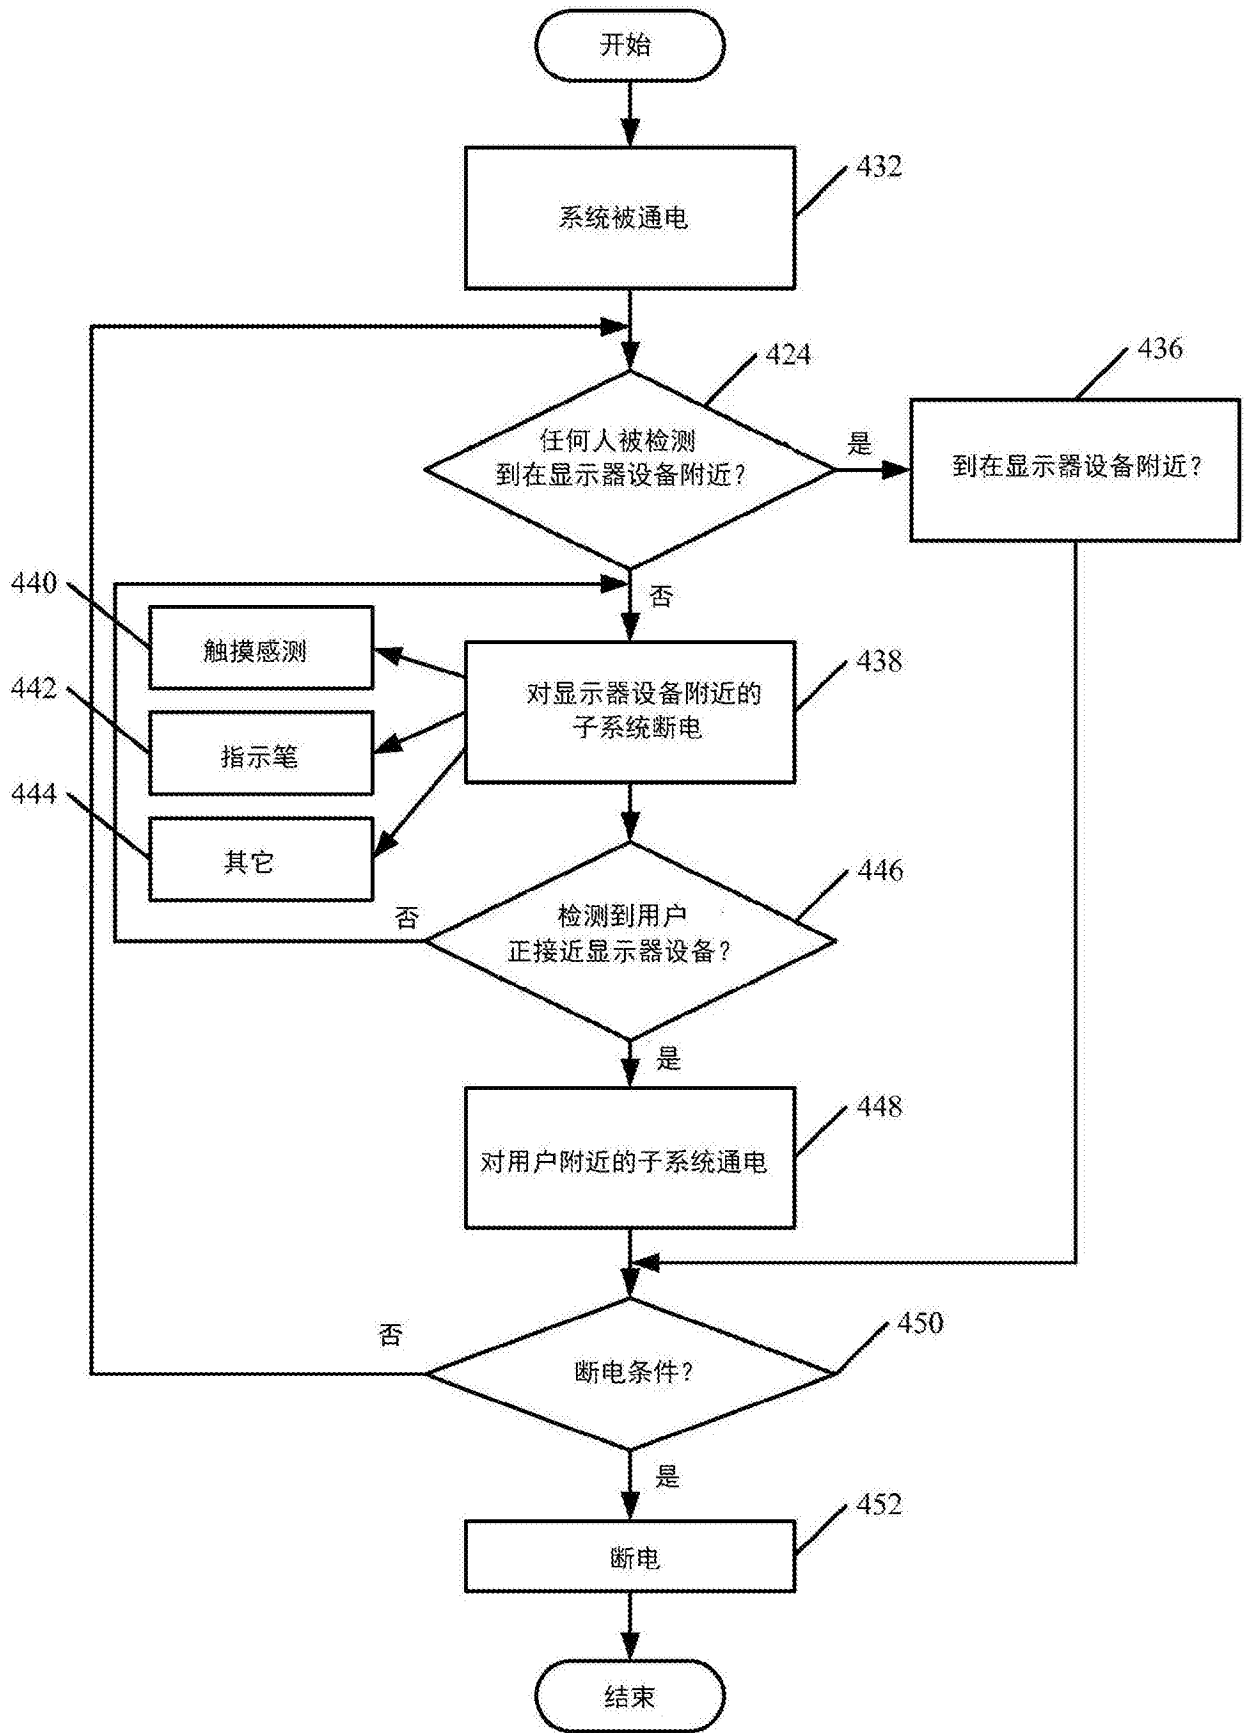 开始
系统被通电
432
424
任何人被检测
到在显示器设备附近？
是
436
到在显示器设备附近？
否
440
触摸感测
442
指示笔
444
其它
对显示器设备附近的
子系统断电
438
446
检测到用户
正接近显示器设备？
否
是
448
对用户附近的子系统通电
450
否
断电条件？
是
452
断电
结束